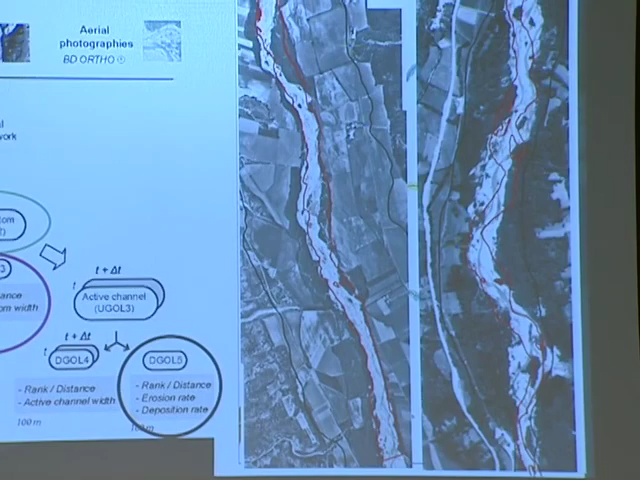 Aerial
photographies
BD ORTHO
t + Δt
t
Active channel
(UGOL3)
t + Δt
t
DGOL4
DGOL5
- Rank / Distance
- Active channel width
100 m
- Rank / Distance
- Erosion rate
- Deposition rate